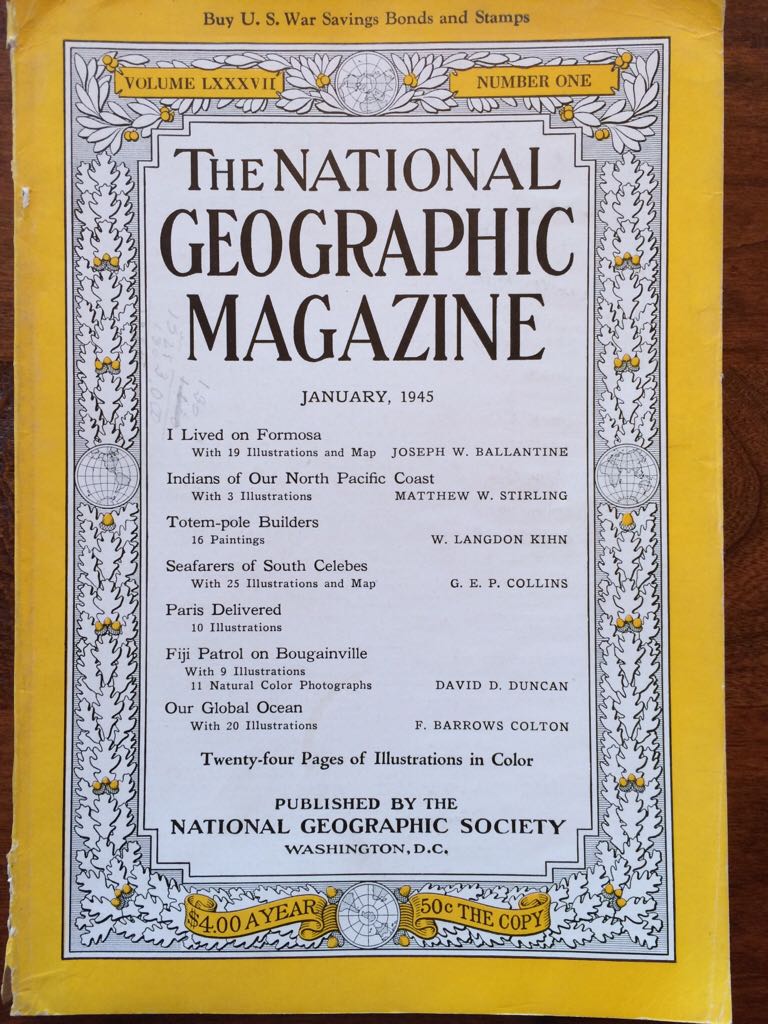 Buy U. S. War Savings Bonds and Stamps
VOLUME LXXXVII NUMBER ONE
THE NATIONAL
GEOGRAPHIC
MAGAZINE
JANUARY, 1945
I Lived on Formosa
With 19 Illustrations and Map JOSEPH W. BALLANTINE
Indians of Our North Pacific Coast
With 3 Illustrations MATTHEW W. STIRLING
Totem-pole Builders
16 Paintings W. LANGDON KIHN
Seafarers of South Celebes
With 25 Illustrations and Map G. E. P. COLLINS
Paris Delivered
10 Illustrations
Fiji Patrol on Bougainville
With 9 Illustrations
11 Natural Color Photographs DAVID D. DUNCAN
Our Global Ocean
With 20 Illustrations F. BARROWS COLTON
Twenty-four Pages of Illustrations in Color
PUBLISHED BY THE
NATIONAL GEOGRAPHIC SOCIETY
WASHINGTON, D.C.
$4.00 A YEAR 50c THE COPY